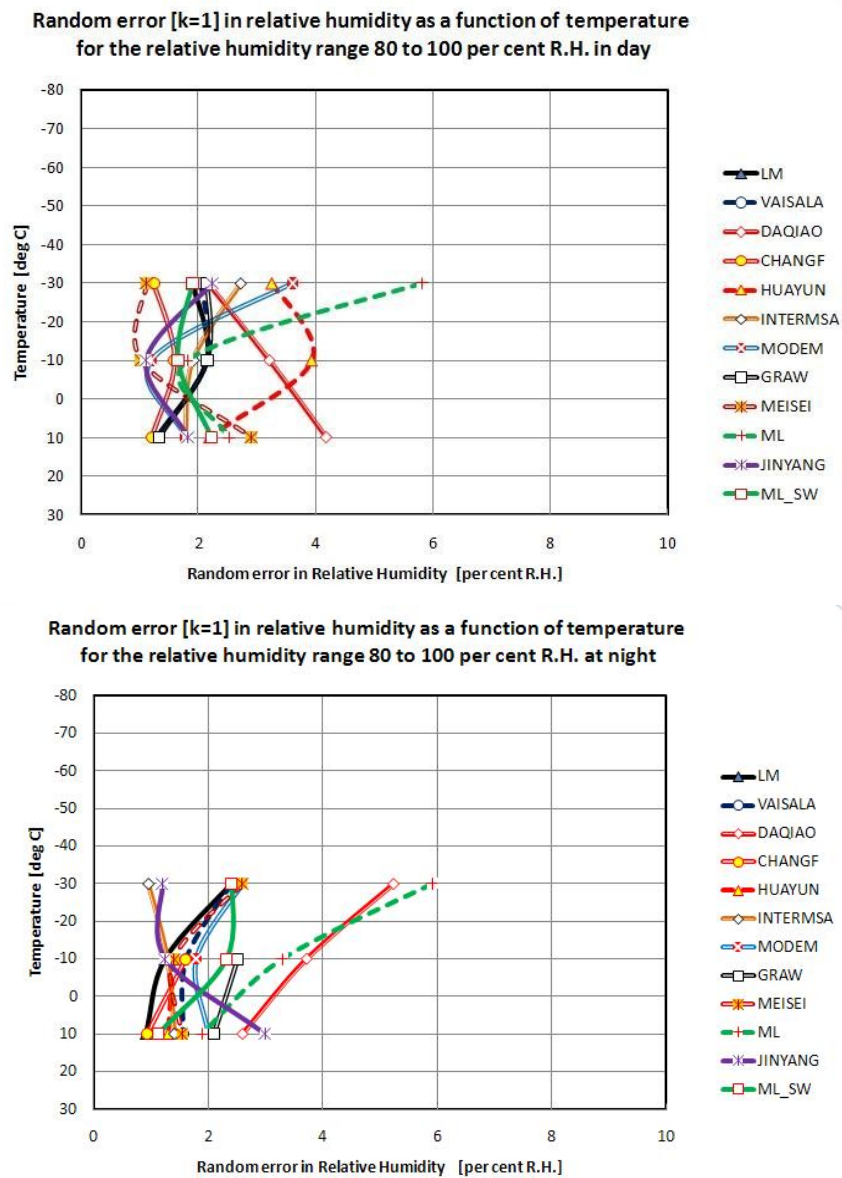 Random error [k=1] in relative humidity as a function of temperature
for the relative humidity range 80 to 100 per cent R.H. in day
-80
-70
-60
-50
-40
-30
-20
-10
0
10
20
30
Temperature [deg C]
0 2 4 6 8 10
Random error in Relative Humidity [per cent R.H.]
LM
VAISALA
DAQIAO
CHANGF
HUAYUN
INTERMSA
MODEM
GRAW
MEISEI
ML
JINYANG
ML_SW
Random error [k=1] in relative humidity as a function of temperature
for the relative humidity range 80 to 100 per cent R.H. at night
-80
-70
-60
-50
-40
-30
-20
-10
0
10
20
30
Temperature [deg C]
0 2 4 6 8 10
Random error in Relative Humidity [per cent R.H.]
LM
VAISALA
DAQIAO
CHANGF
HUAYUN
INTERMSA
MODEM
GRAW
MEISEI
ML
JINYANG
ML_SW